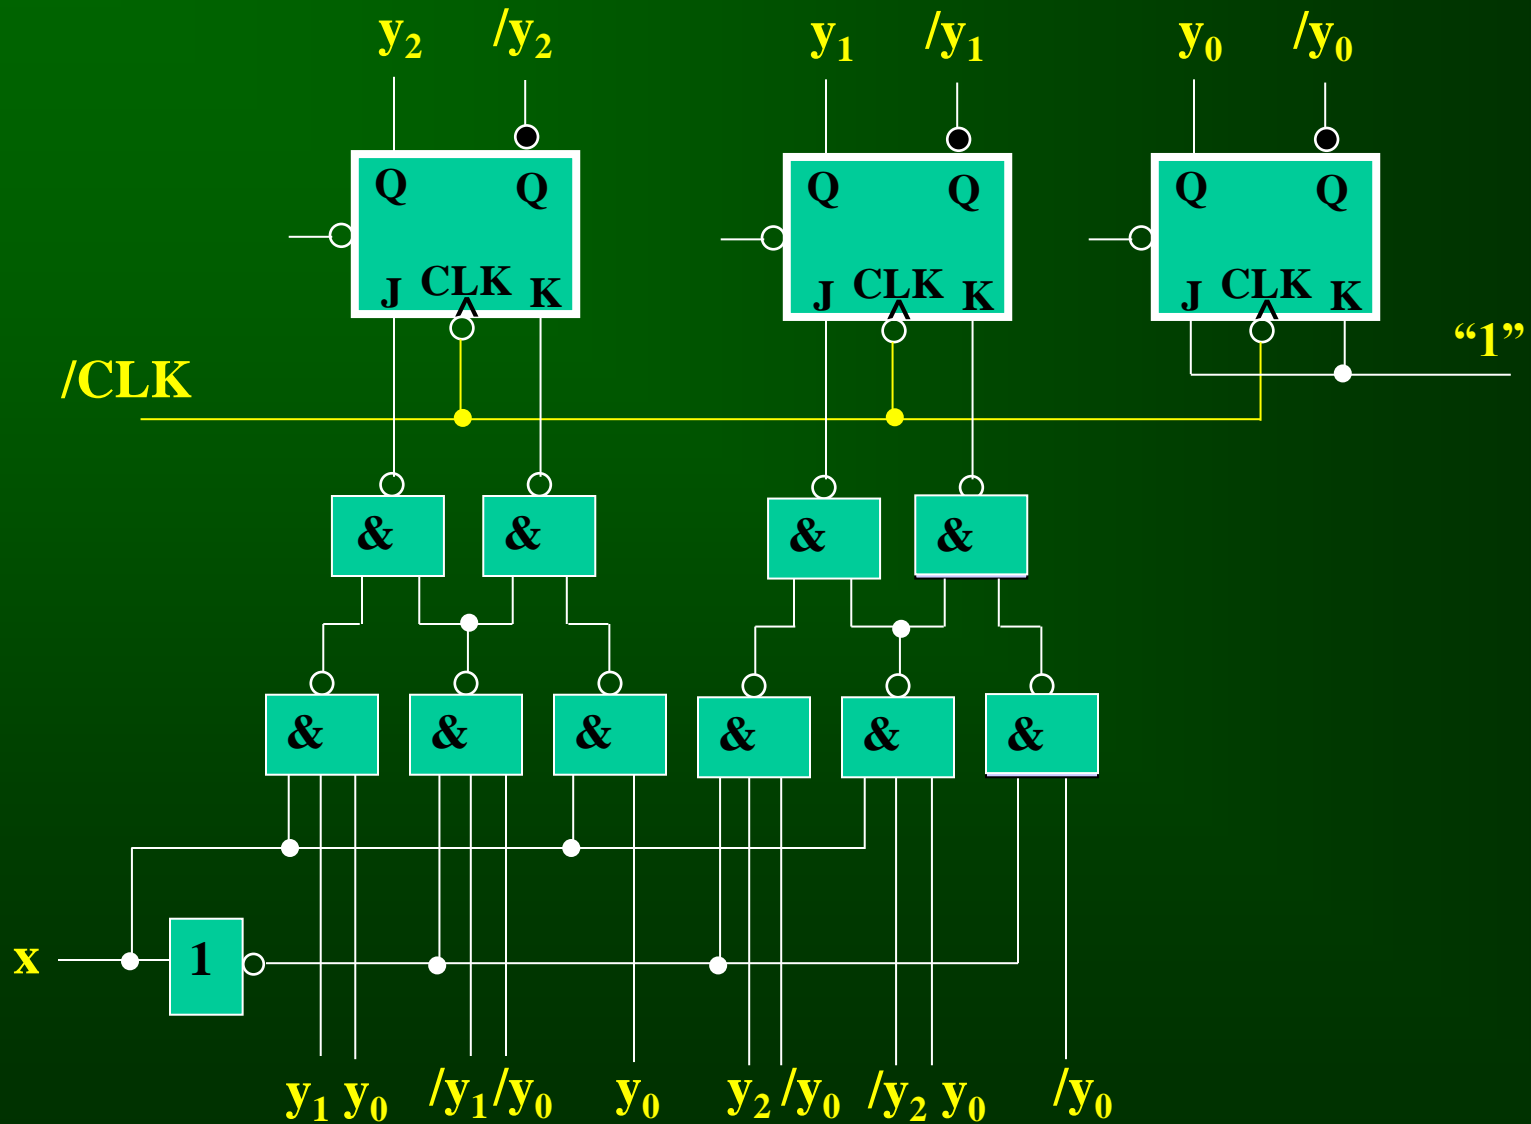 y2 /y2 y1 /y1 y0 /y0
Q Q Q Q Q Q
J CLK K J CLK K J CLK K
“1”
/CLK
& & & &
& & & & & &
x 1
y1 y0 /y1 /y0 y0 y2 /y0 /y2 y0 /y0